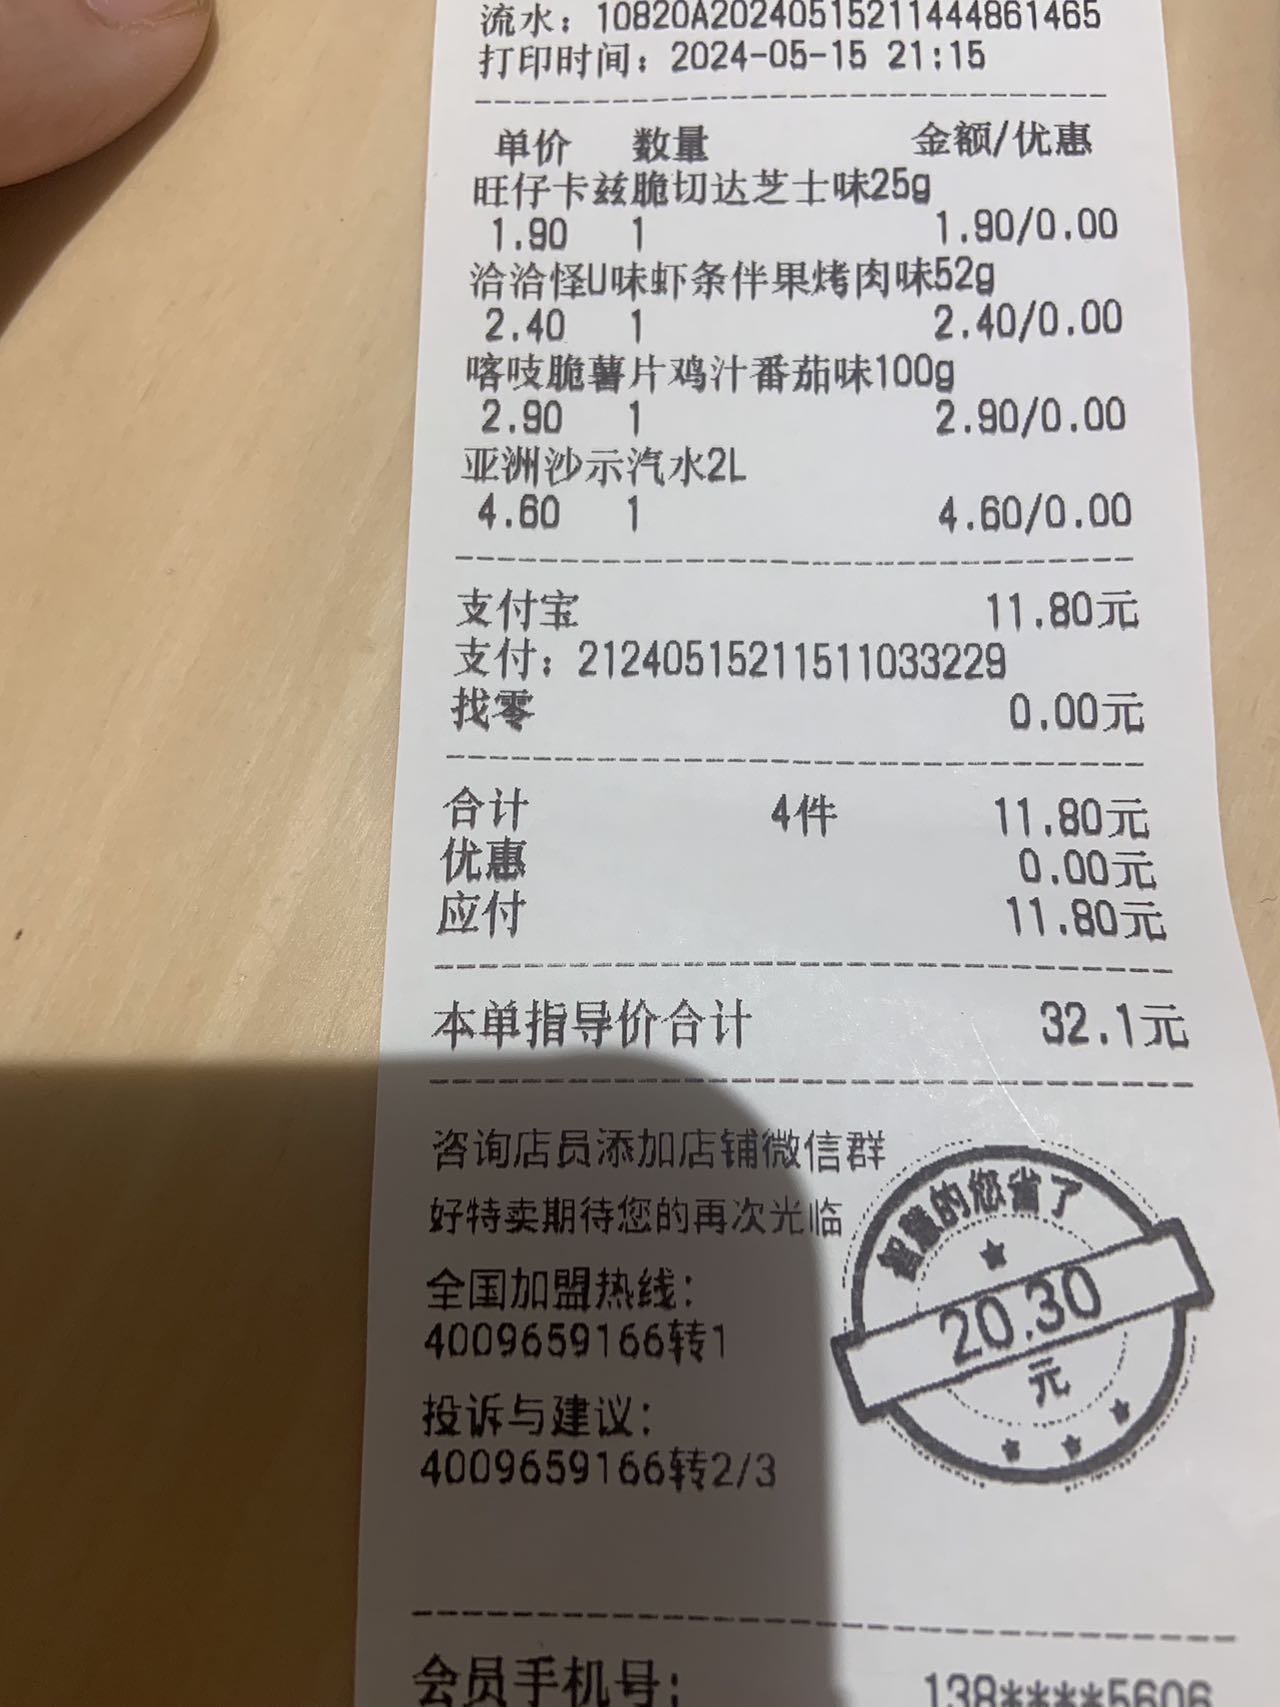 流水：10820A20240515211444861465
打印时间：2024-05-15 21:15
单价 数量 金额/优惠
旺仔卡兹脆切达芝士味25g
1.90 1 1.90/0.00
洽洽怪U味虾条伴果烤肉味52g
2.40 1 2.40/0.00
喀吱脆薯片鸡汁番茄味100g
2.90 1 2.90/0.00
亚洲沙示汽水2L
4.60 1 4.60/0.00
支付宝 11.80元
支付：21240515211511033229
找零 0.00元
合计 4件 11.80元
优惠 0.00元
应付 11.80元
本单指导价合计 32.1元
咨询店员添加店铺微信群
好特卖期待您的再次光临
全国加盟热线：
4009659166转1
投诉与建议：
4009659166转2/3
智慧的您省了
20.30
元
会员手机号： 138****5606